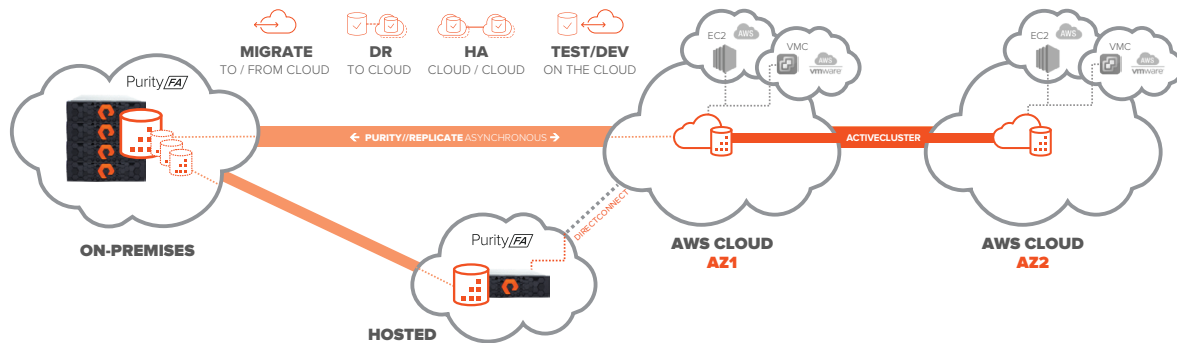 MIGRATE
TO / FROM CLOUD
DR
TO CLOUD
HA
CLOUD / CLOUD
TEST/DEV
ON THE CLOUD
Purity/FA
← PURITY//REPLICATE ASYNCHRONOUS →
ON-PREMISES
Purity/FA
HOSTED
DIRECTCONNECT
EC2
AWS
VMC
AWS
vmware
AWS CLOUD
AZ1
ACTIVECLUSTER
EC2
AWS
VMC
AWS
vmware
AWS CLOUD
AZ2